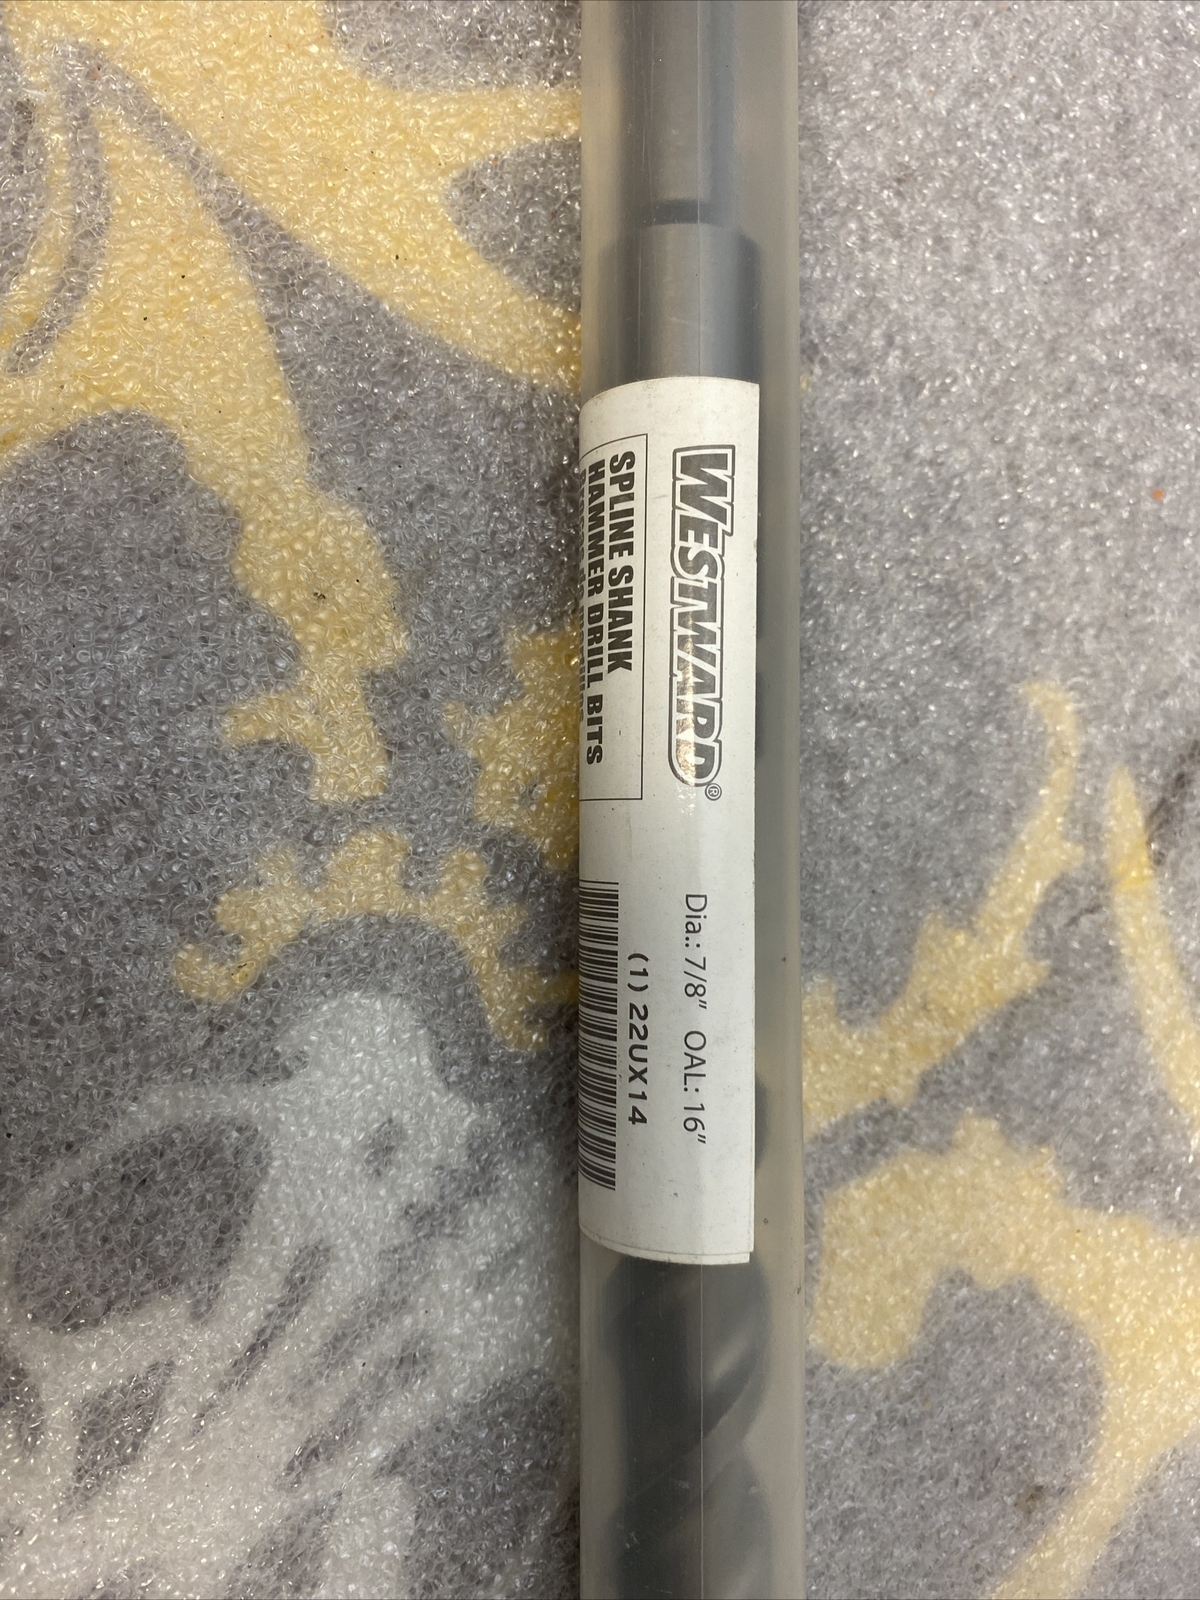 WESTWARD®
SPLINE SHANK
HAMMER DRILL BITS
Dia.: 7/8" OAL: 16"
(1) 22UX14